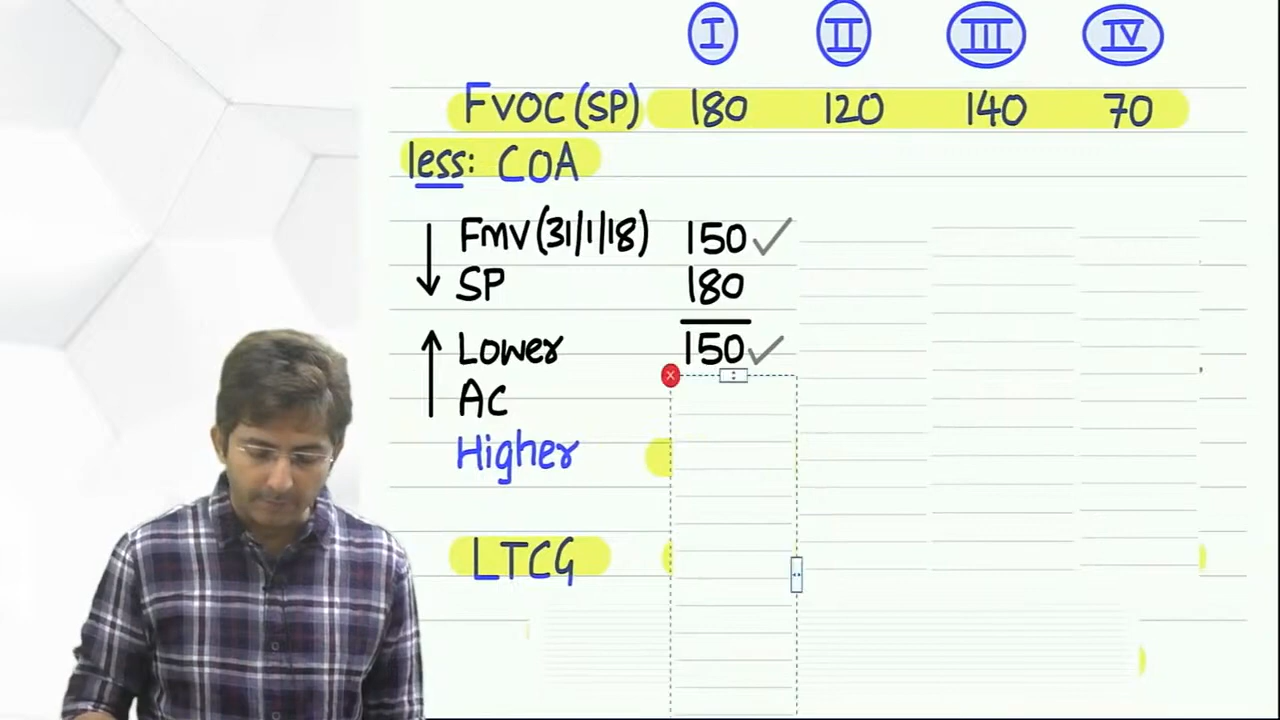 I II III IV
FVOC (SP) 180 120 140 70
less: COA
↓ FMV (31/1/18) 150 ✓
SP 180
↑ Lower 150 ✓
AC
Higher
LTCG